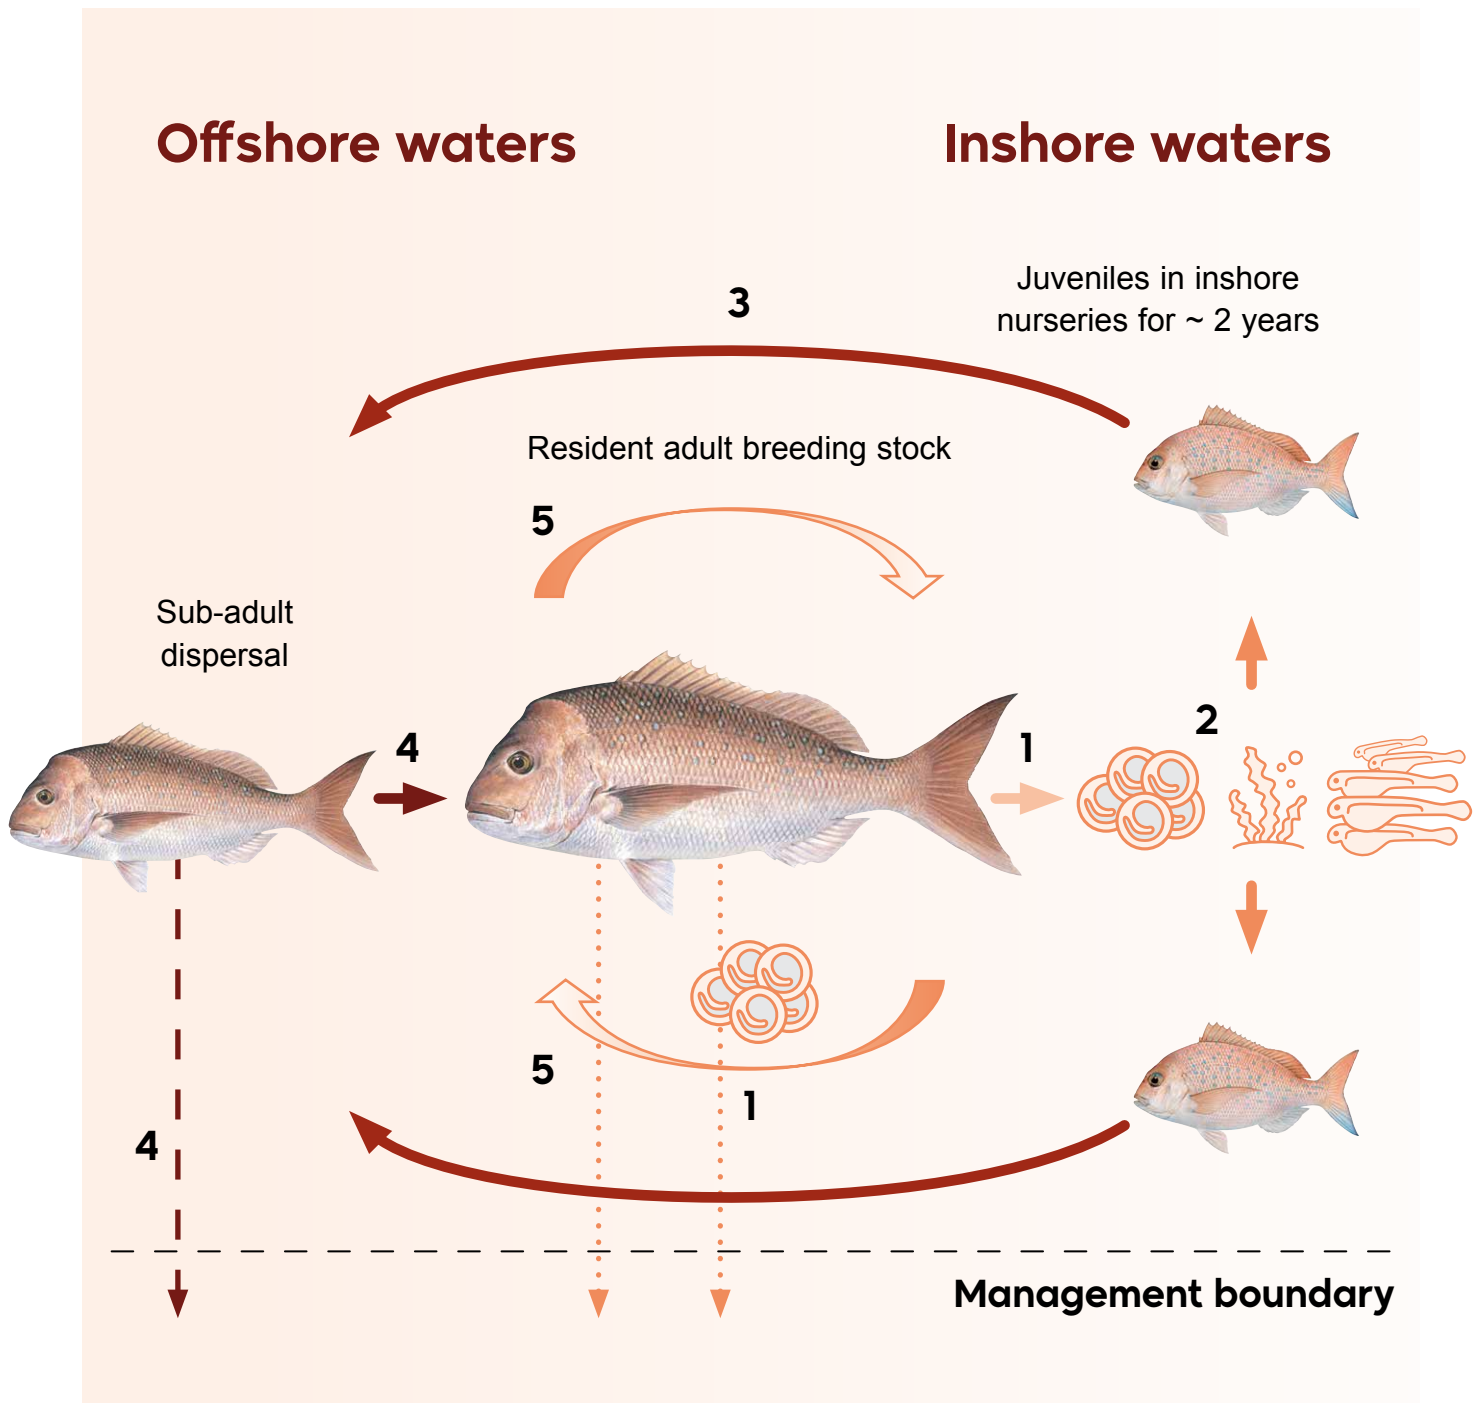 Offshore waters
Inshore waters
Juveniles in inshore
nurseries for ~ 2 years
3
Resident adult breeding stock
5
Sub-adult
dispersal
4
1
2
5
1
4
Management boundary